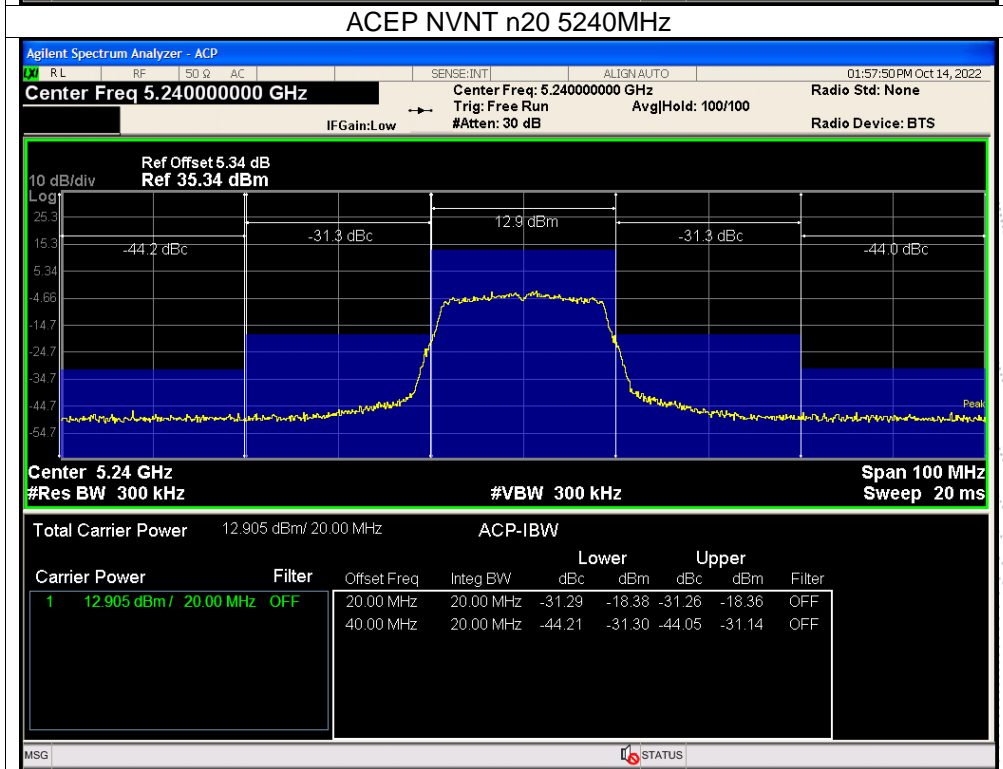 ACEP NVNT n20 5240MHz
Agilent Spectrum Analyzer - ACP
LXI RL RF 50 Ω AC SENSE:INT ALIGN AUTO 01:57:50 PM Oct 14, 2022
Center Freq 5.240000000 GHz Center Freq: 5.240000000 GHz Radio Std: None
Trig: Free Run Avg|Hold: 100/100
IFGain:Low #Atten: 30 dB Radio Device: BTS
Ref Offset 5.34 dB
10 dB/div Ref 35.34 dBm
Log
25.3 12.9 dBm
15.3 -44.2 dBc -31.3 dBc -31.3 dBc -44.0 dBc
5.34
-4.66
-14.7
-24.7
-34.7
-44.7 Peak
-54.7
Center 5.24 GHz Span 100 MHz
#Res BW 300 kHz #VBW 300 kHz Sweep 20 ms
Total Carrier Power 12.905 dBm/ 20.00 MHz ACP-IBW
Lower Upper
Carrier Power Filter Offset Freq Integ BW dBc dBm dBc dBm Filter
1 12.905 dBm / 20.00 MHz OFF 20.00 MHz 20.00 MHz -31.29 -18.38 -31.26 -18.36 OFF
40.00 MHz 20.00 MHz -44.21 -31.30 -44.05 -31.14 OFF
MSG STATUS